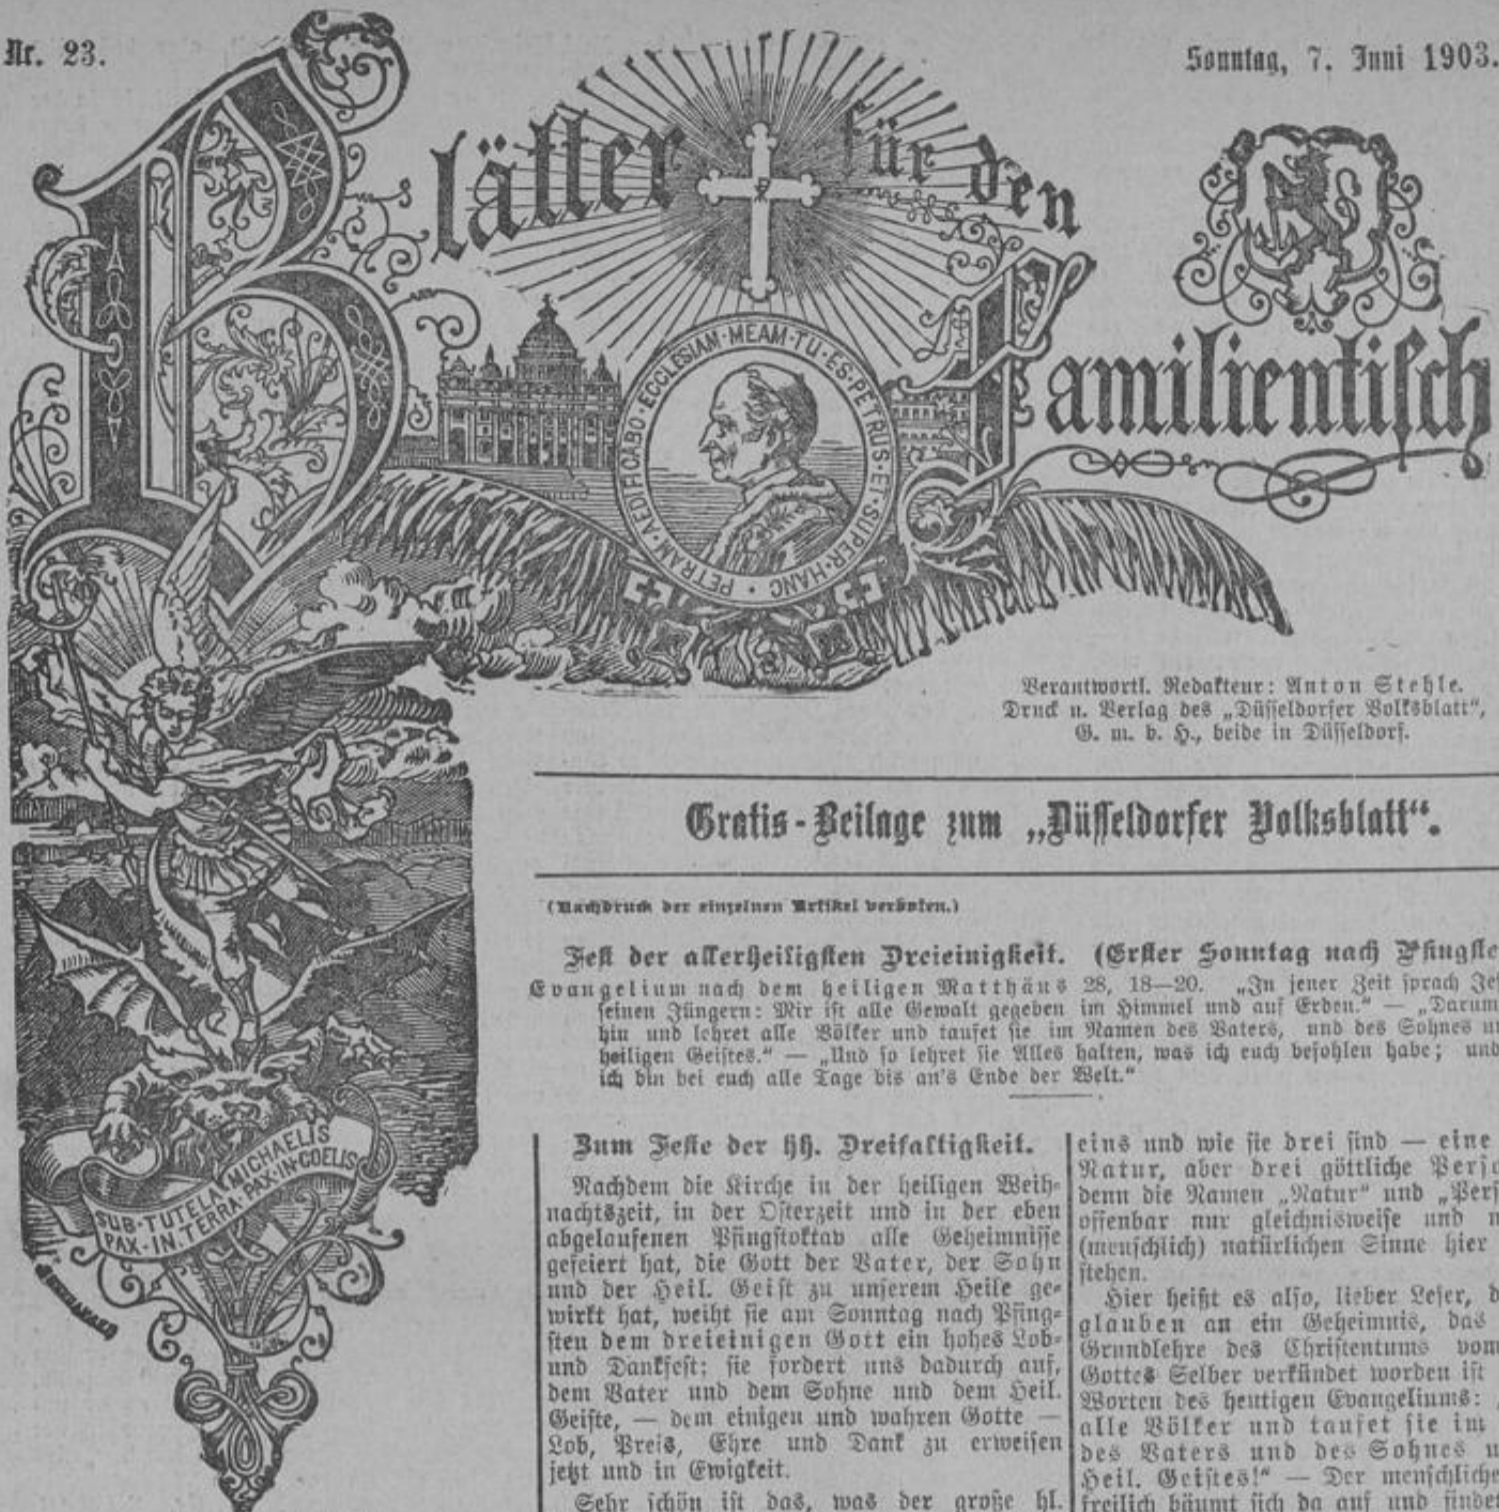 Nr. 23.
Sonntag, 7. Juni 1903.
Blätter für den
Familientisch
PETRAM · AEDIFICABO · ECCLESIAM · MEAM · TU · ES · PETRUS · ET · SUPER · HANC ·
Verantwortl. Redakteur: Anton Stehle.
Druck u. Verlag des „Düsseldorfer Volksblatt“,
G. m. b. H., beide in Düsseldorf.
Gratis-Beilage zum „Düsseldorfer Volksblatt“.
(Nachdruck der einzelnen Artikel verboten.)
Fest der allerheiligsten Dreieinigkeit. (Erster Sonntag nach Pfingste
Evangelium nach dem heiligen Matthäus 28, 18—20. „In jener Zeit sprach Jes
seinen Jüngern: Mir ist alle Gewalt gegeben im Himmel und auf Erden.“ — „Darum
hin und lehret alle Völker und taufet sie im Namen des Vaters, und des Sohnes un
heiligen Geistes.“ — „Und so lehret sie Alles halten, was ich euch befohlen habe; und
ich bin bei euch alle Tage bis an's Ende der Welt.“
SUB · TUTELA MICHAELIS
PAX · IN · TERRA · PAX · IN · COELIS
Zum Feste der hh. Dreifaltigkeit.
Nachdem die Kirche in der heiligen Weih-
nachtszeit, in der Osterzeit und in der eben
abgelaufenen Pfingstoktav alle Geheimnisse
gefeiert hat, die Gott der Vater, der Sohn
und der Heil. Geist zu unserem Heile ge-
wirkt hat, weiht sie am Sonntag nach Pfing-
sten dem dreieinigen Gott ein hohes Lob-
und Dankfest; sie fordert uns dadurch auf,
dem Vater und dem Sohne und dem Heil.
Geiste, — dem einigen und wahren Gotte —
Lob, Preis, Ehre und Dank zu erweisen
jetzt und in Ewigkeit.
Sehr schön ist das, was der große hl.
eins und wie sie drei sind — eine
Natur, aber drei göttliche Perso
denn die Namen „Natur“ und „Pers
offenbar nur gleichnisweise und n
(menschlich) natürlichen Sinne hier
stehen.
Hier heißt es also, lieber Leser, d
glauben an ein Geheimnis, das
Grundlehre des Christentums vom
Gottes Selber verkündet worden ist
Worten des heutigen Evangeliums: „
alle Völker und taufet sie im
des Vaters und des Sohnes u
Heil. Geistes!“ — Der menschliche
freilich bäumt sich da auf und findet